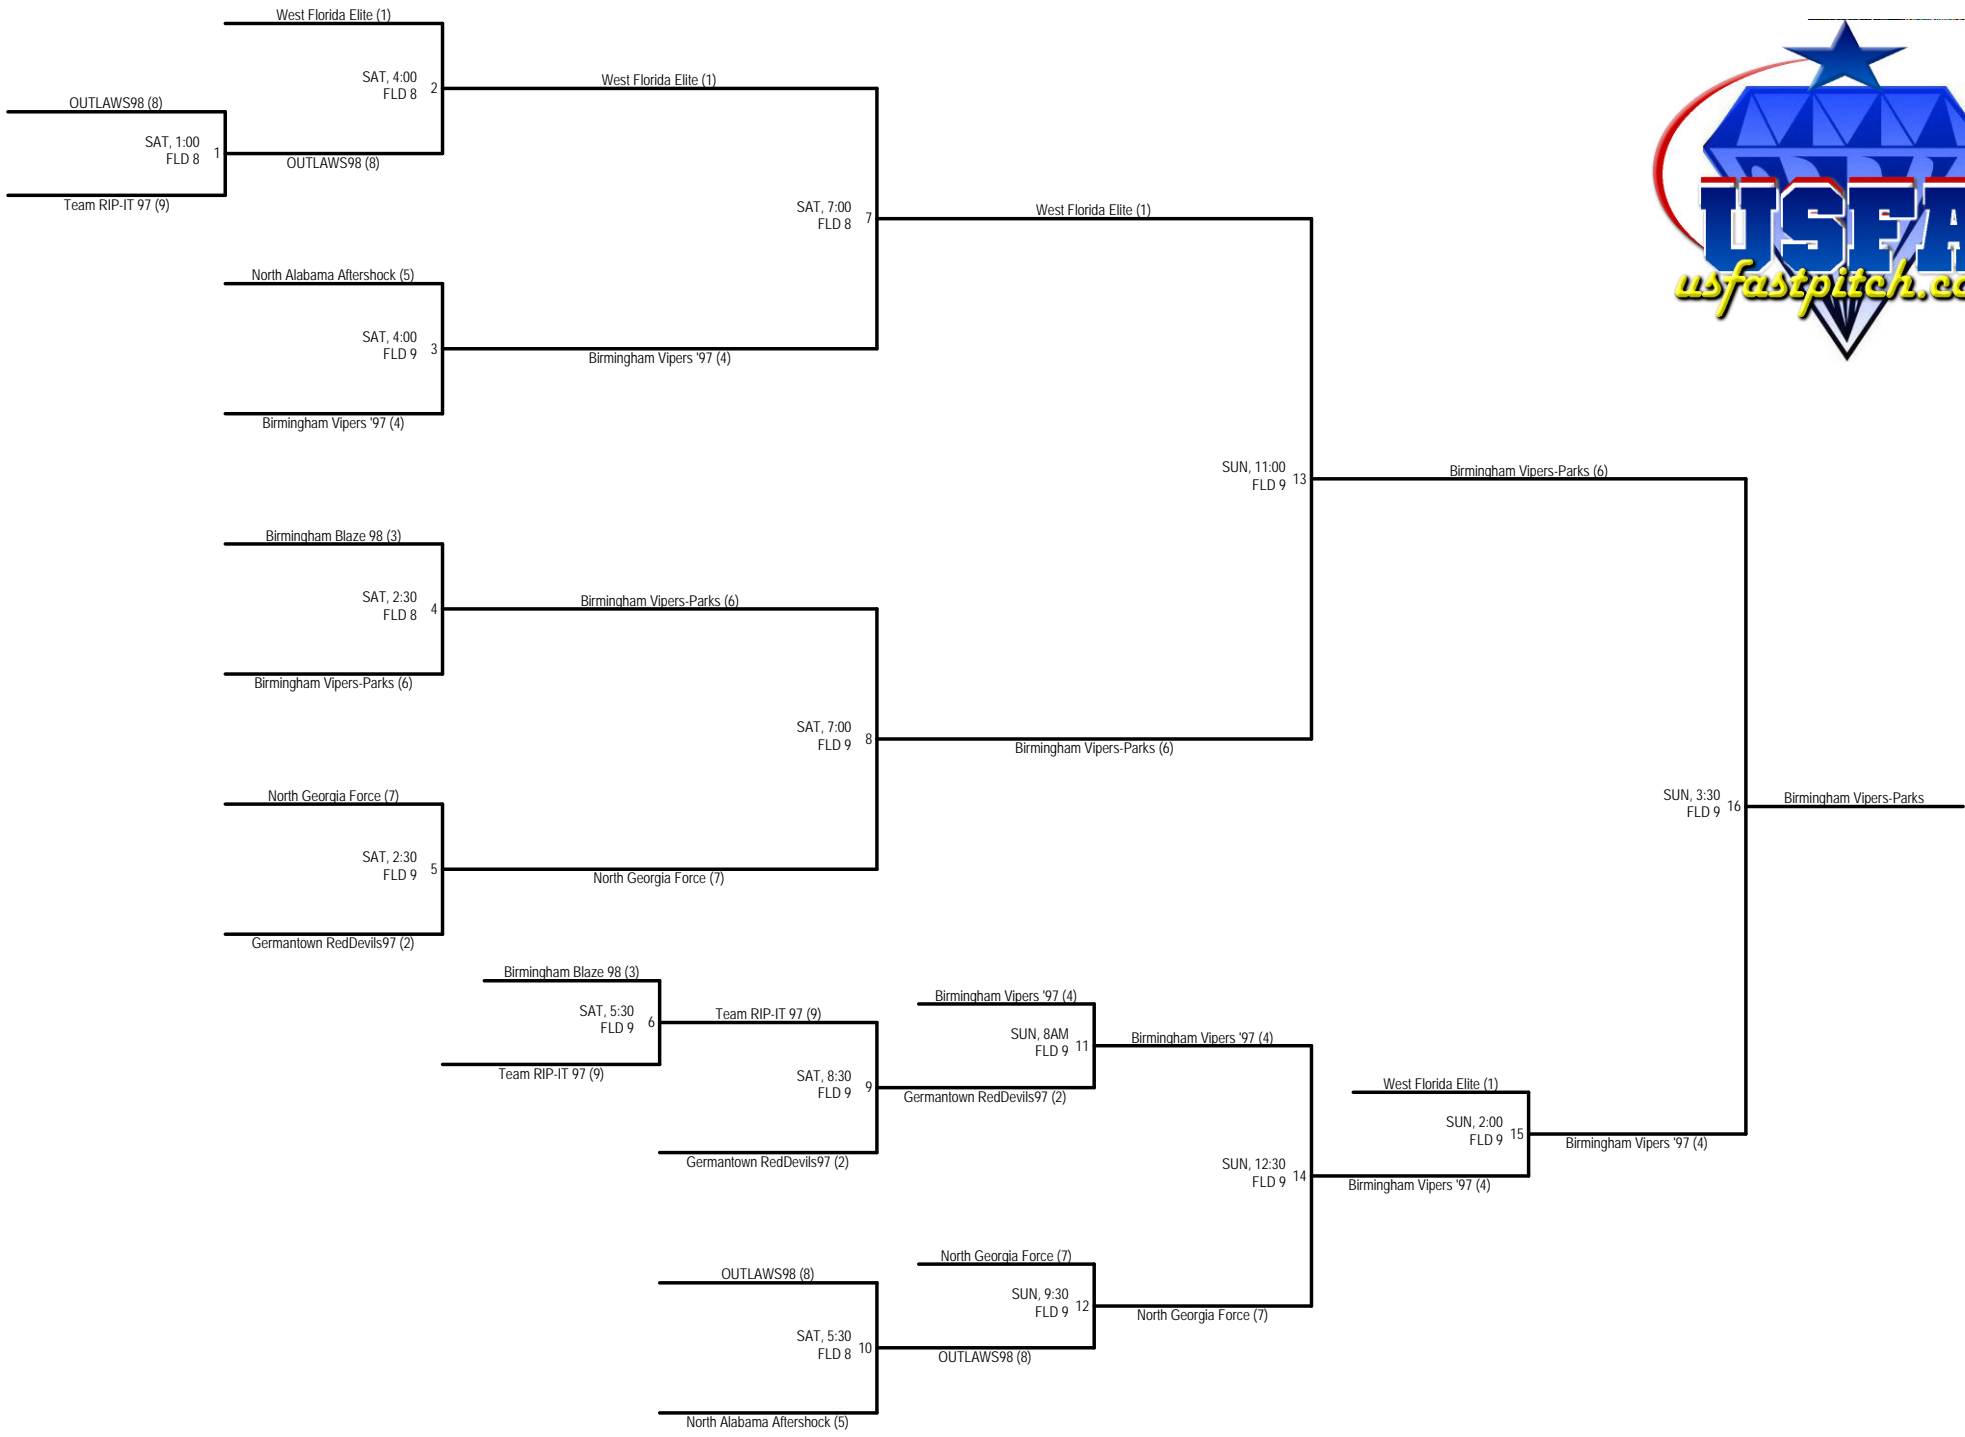 West Florida Elite (1)
SAT, 4:00
FLD 8 2
West Florida Elite (1)
OUTLAWS98 (8)
SAT, 1:00
FLD 8 1
OUTLAWS98 (8)
Team RIP-IT 97 (9)
SAT, 7:00
FLD 8 7
West Florida Elite (1)
North Alabama Aftershock (5)
SAT, 4:00
FLD 9 3
Birmingham Vipers '97 (4)
Birmingham Vipers '97 (4)
USFA
usfastpitch.co
SUN, 11:00
FLD 9 13
Birmingham Vipers-Parks (6)
Birmingham Blaze 98 (3)
SAT, 2:30
FLD 8 4
Birmingham Vipers-Parks (6)
Birmingham Vipers-Parks (6)
SAT, 7:00
FLD 9 8
Birmingham Vipers-Parks (6)
North Georgia Force (7)
SAT, 2:30
FLD 9 5
North Georgia Force (7)
Germantown RedDevils97 (2)
SUN, 3:30
FLD 9 16
Birmingham Vipers-Parks
Birmingham Blaze 98 (3)
SAT, 5:30
FLD 9 6
Team RIP-IT 97 (9)
Team RIP-IT 97 (9)
SAT, 8:30
FLD 9 9
Germantown RedDevils97 (2)
Birmingham Vipers '97 (4)
SUN, 8AM
FLD 9 11
Germantown RedDevils97 (2)
Birmingham Vipers '97 (4)
SUN, 12:30
FLD 9 14
West Florida Elite (1)
SUN, 2:00
FLD 9 15
Birmingham Vipers '97 (4)
Birmingham Vipers '97 (4)
OUTLAWS98 (8)
SAT, 5:30
FLD 8 10
North Alabama Aftershock (5)
North Georgia Force (7)
SUN, 9:30
FLD 9 12
OUTLAWS98 (8)
North Georgia Force (7)